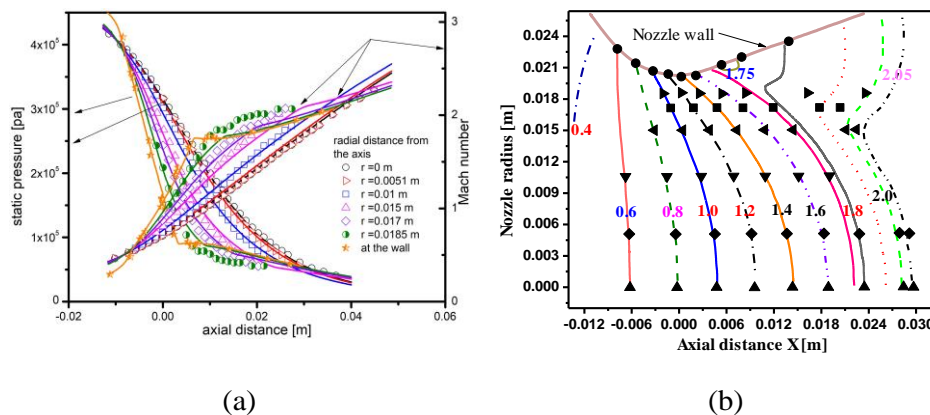 (a)
static pressure [pa]
4x10⁵
3x10⁵
2x10⁵
1x10⁵
0
-0.02
0.00
0.02
0.04
0.06
axial distance [m]
3
2
1
0
Mach number
radial distance from
the axis
r =0 m
r =0.0051 m
r =0.01 m
r =0.015 m
r =0.017 m
r =0.0185 m
at the wall
(b)
Nozzle radius [m]
0.024
0.021
0.018
0.015
0.012
0.009
0.006
0.003
0.000
-0.012
-0.006
0.000
0.006
0.012
0.018
0.024
0.030
Axial distance X[m]
Nozzle wall
1.75
2.05
0.4
0.6
0.8
1.0
1.2
1.4
1.6
1.8
2.0
(a)
(b)